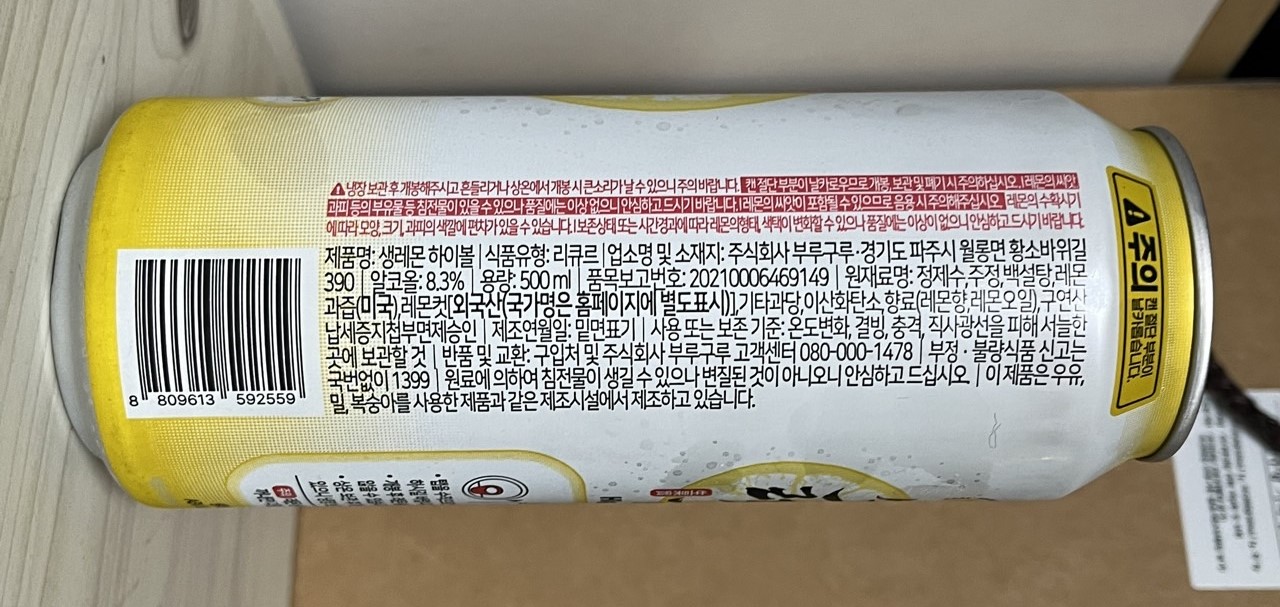 ⚠냉장 보관 후 개봉해주시고 흔들리거나 상온에서 개봉 시 큰소리가 날 수 있으니 주의 바랍니다. 캔 절단 부분이 날카로우므로 개봉, 보관 및 폐기 시 주의하십시오. | 레몬의 씨앗
과피 등의 부유물 등 침전물이 있을 수 있으나 품질에는 이상 없으니 안심하고 드시기 바랍니다. | 레몬의 씨앗이 포함될 수 있으므로 음용 시 주의해주십시오. 레몬의 수확시기
에 따라 모양, 크기, 과피의 색깔에 편차가 있을 수 있습니다. | 보존상태 또는 시간경과에 따라 레몬의 형태, 색택이 변화할 수 있으나 품질에는 이상이 없으니 안심하고 드시기 바랍니다.
제품명: 생레몬 하이볼 | 식품유형: 리큐르 | 업소명 및 소재지: 주식회사 부루구루·경기도 파주시 월롱면 황소바위길
390 | 알코올: 8.3% | 용량: 500 ml | 품목보고번호: 20210006469149 | 원재료명: 정제수, 주정, 백설탕, 레몬
과즙(미국), 레몬컷[외국산(국가명은 홈페이지에 별도표시)], 기타과당, 이산화탄소, 향료(레몬향, 레몬오일), 구연산
납세증지첩부면제승인 | 제조연월일: 밑면표기 | 사용 또는 보존 기준: 온도변화, 결빙, 충격, 직사광선을 피해 서늘한
곳에 보관할 것 | 반품 및 교환: 구입처 및 주식회사 부루구루 고객센터 080-000-1478 | 부정·불량식품 신고는
국번없이 1399 | 원료에 의하여 침전물이 생길 수 있으나 변질된 것이 아니오니 안심하고 드십시오 | 이 제품은 우유,
밀, 복숭아를 사용한 제품과 같은 제조시설에서 제조하고 있습니다.
8 809613 592559
⚠ 주의
캔 절단 부분이
날카롭습니다.